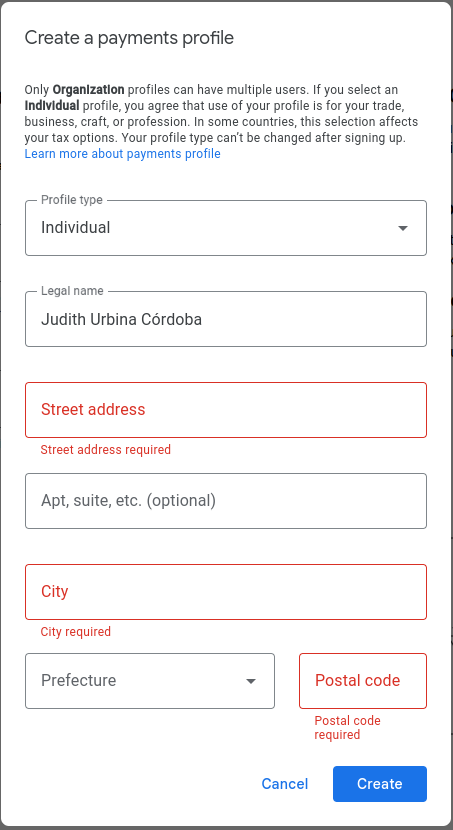 Create a payments profile
Only Organization profiles can have multiple users. If you select an
Individual profile, you agree that use of your profile is for your trade,
business, craft, or profession. In some countries, this selection affects
your tax options. Your profile type can't be changed after signing up.
Learn more about payments profile
Profile type
Individual
Legal name
Judith Urbina Córdoba
Street address
Street address required
Apt, suite, etc. (optional)
City
City required
Prefecture
Postal code
Postal code
required
Cancel
Create